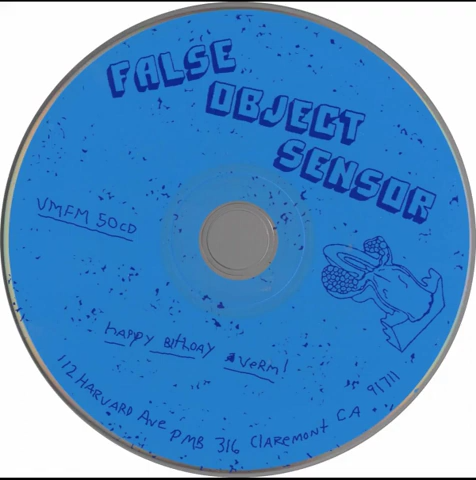 FALSE
OBJECT
SENSOR
VMFM 50CD
HAPPY BIRTHDAY VERM!
112 HARVARD AVE PMB 316 CLAREMONT CA. 91711